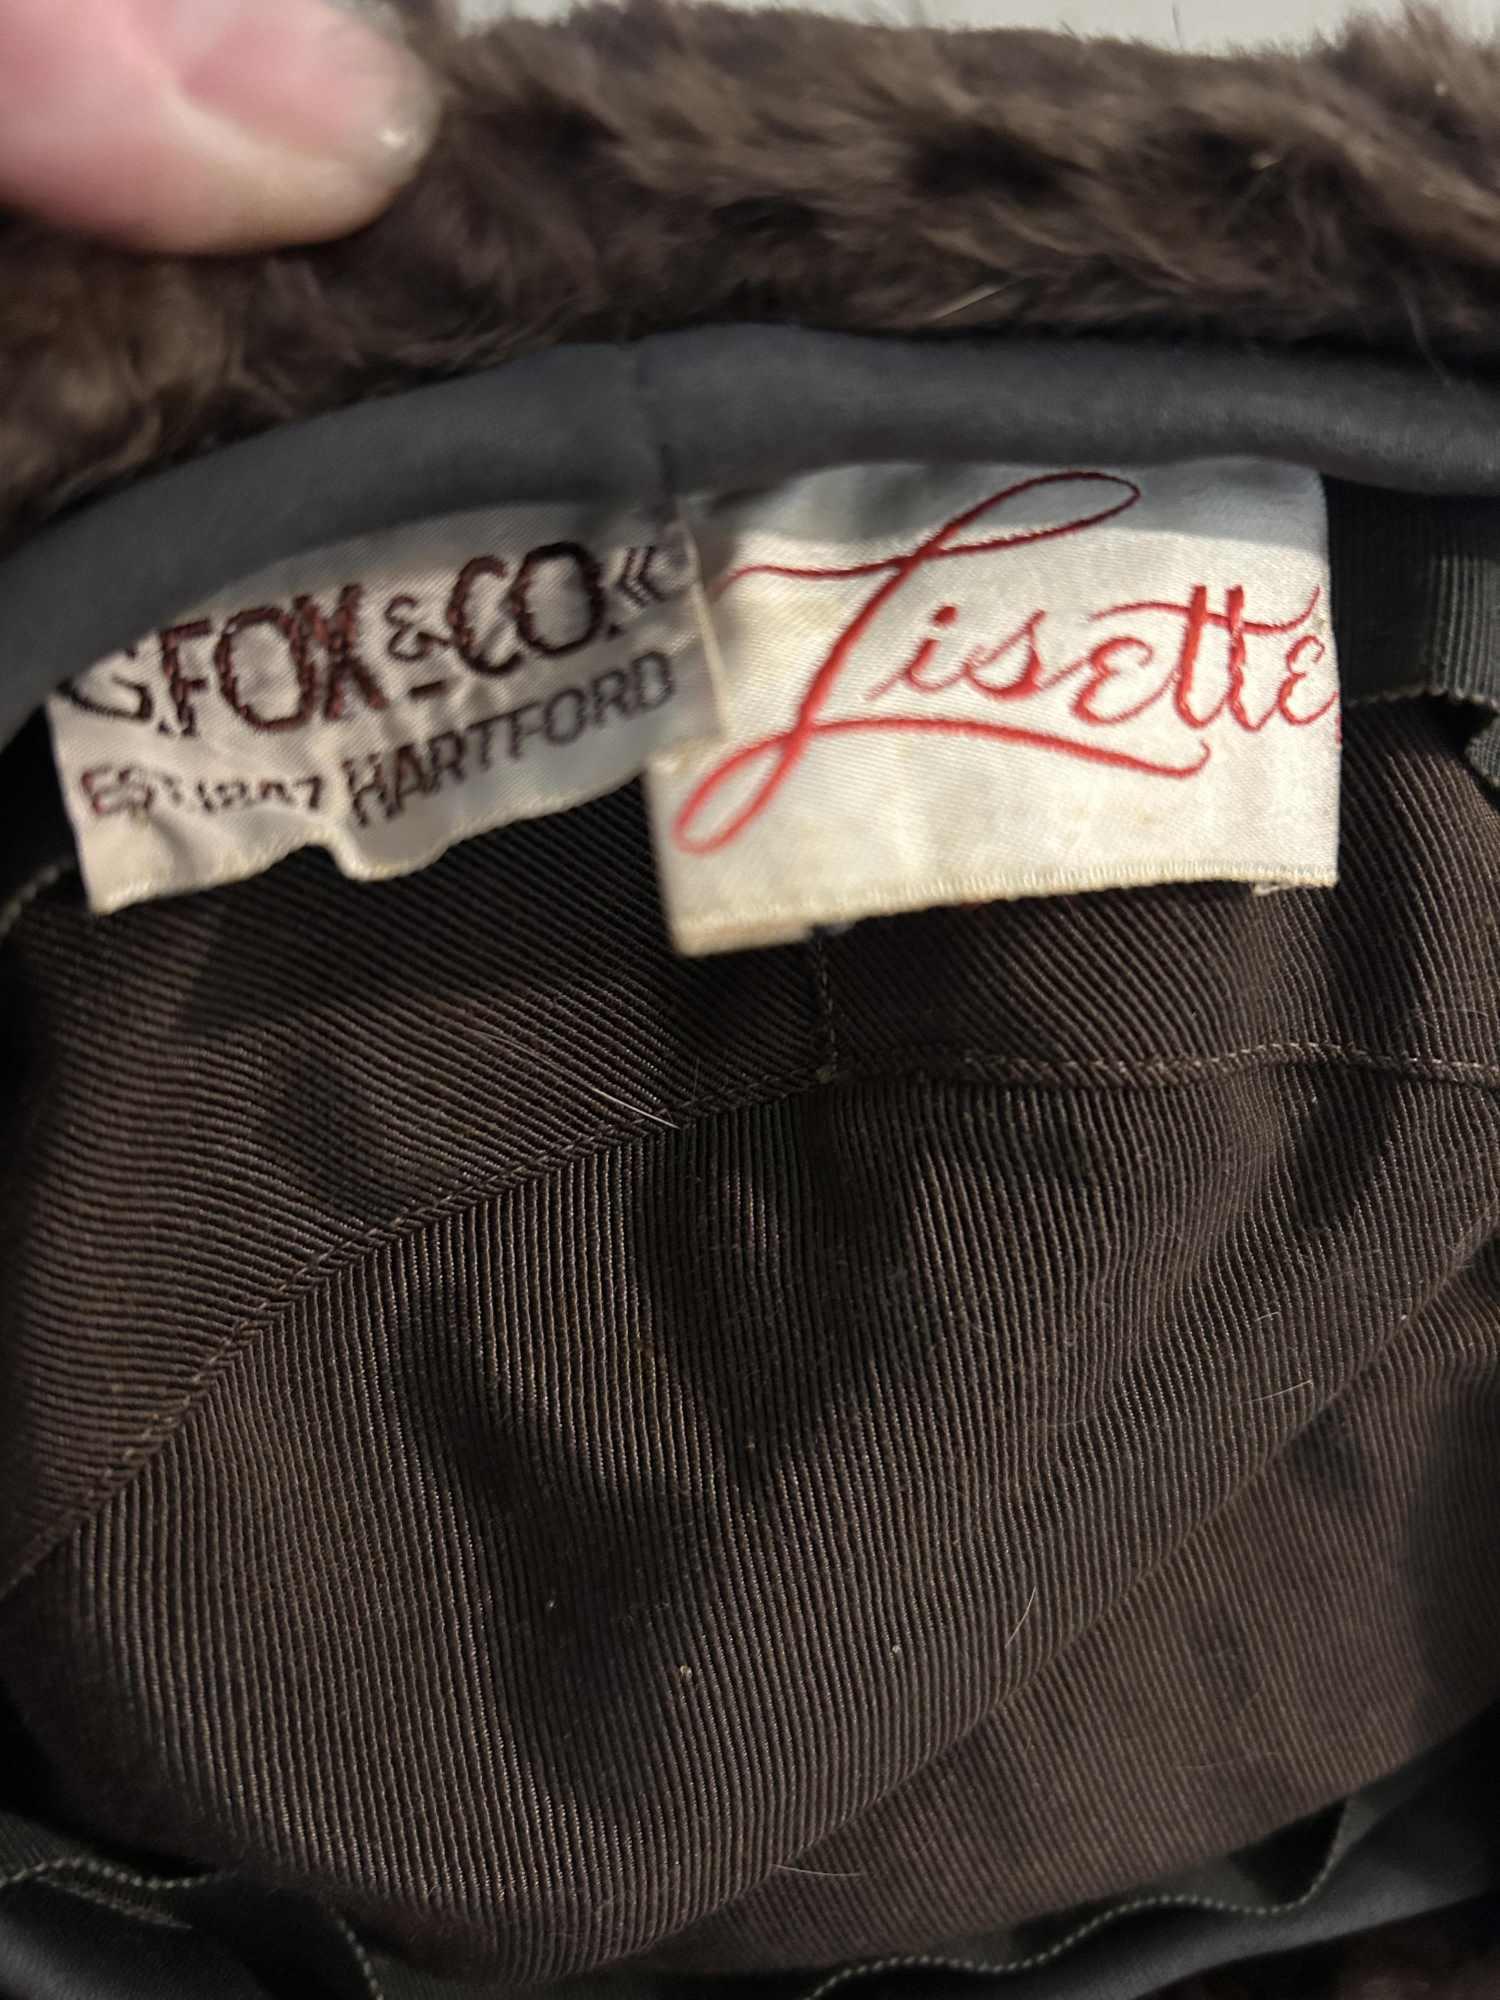 G. FOX & CO.
EST. 1847 HARTFORD
Lisette